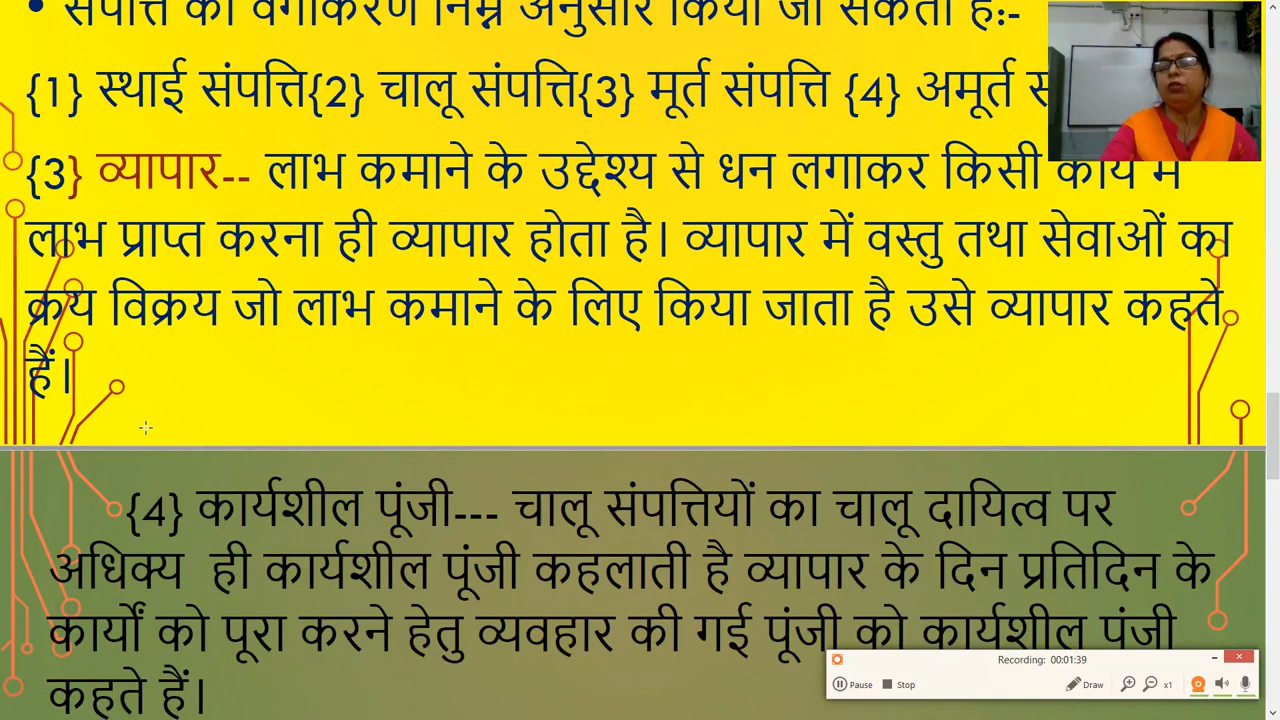 • संपत्ति का वर्गीकरण निम्न अनुसार किया जा सकता है:-
{1} स्थाई संपत्ति{2} चालू संपत्ति{3} मूर्त संपत्ति {4} अमूर्त
{3} व्यापार-- लाभ कमाने के उद्देश्य से धन लगाकर किसी कार्य में
लाभ प्राप्त करना ही व्यापार होता है। व्यापार में वस्तु तथा सेवाओं का
क्रय विक्रय जो लाभ कमाने के लिए किया जाता है उसे व्यापार कहते
हैं।
{4} कार्यशील पूंजी--- चालू संपत्तियों का चालू दायित्व पर
अधिक्य ही कार्यशील पूंजी कहलाती है व्यापार के दिन प्रतिदिन के
कार्यों को पूरा करने हेतु व्यवहार की गई पूंजी को कार्यशील पूंजी
कहते हैं।
Recording: 00:01:39
Pause Stop Draw x1